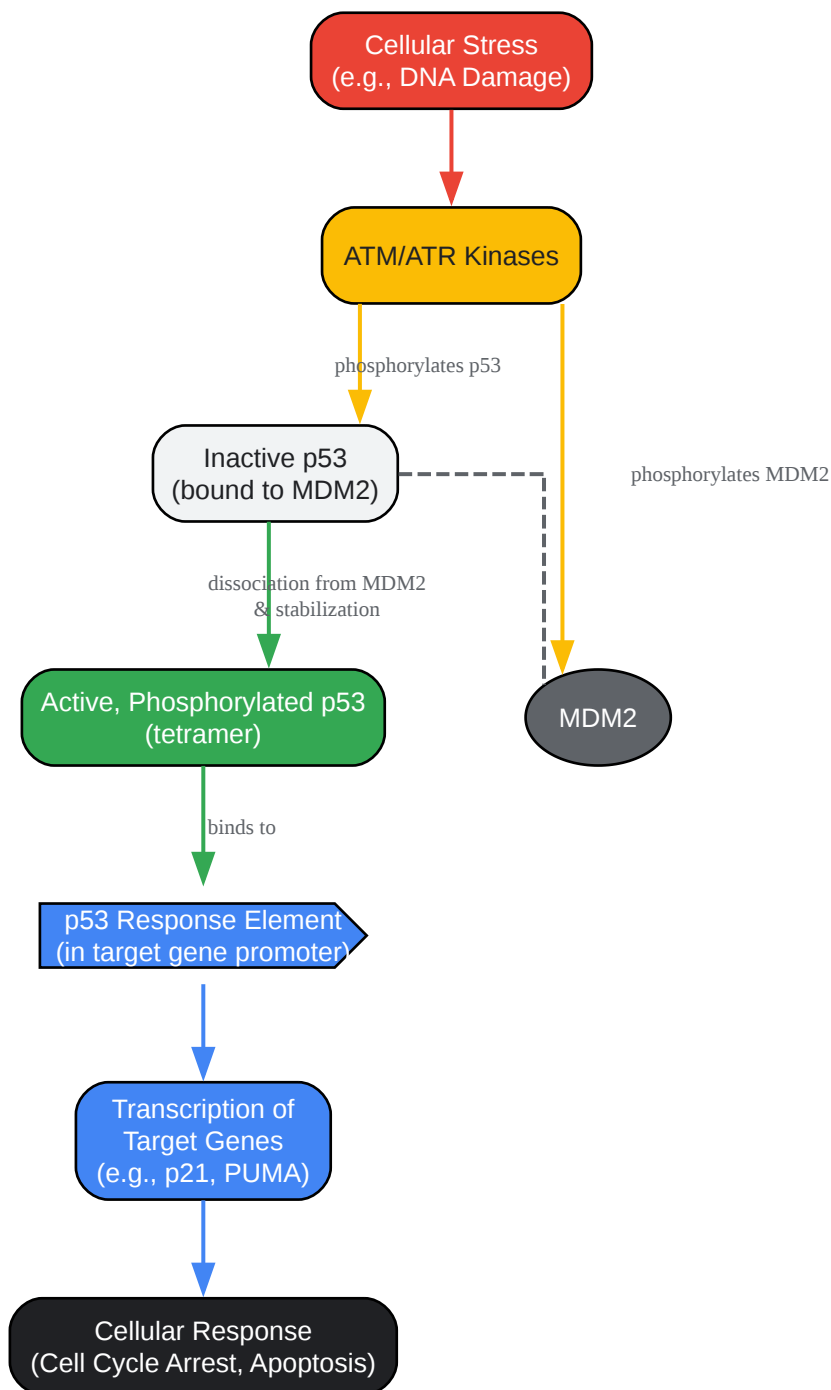 Cellular Stress
(e.g., DNA Damage)
ATM/ATR Kinases
phosphorylates p53
Inactive p53
(bound to MDM2)
phosphorylates MDM2
dissociation from MDM2
& stabilization
Active, Phosphorylated p53
(tetramer)
MDM2
binds to
p53 Response Element
(in target gene promoter)
Transcription of
Target Genes
(e.g., p21, PUMA)
Cellular Response
(Cell Cycle Arrest, Apoptosis)